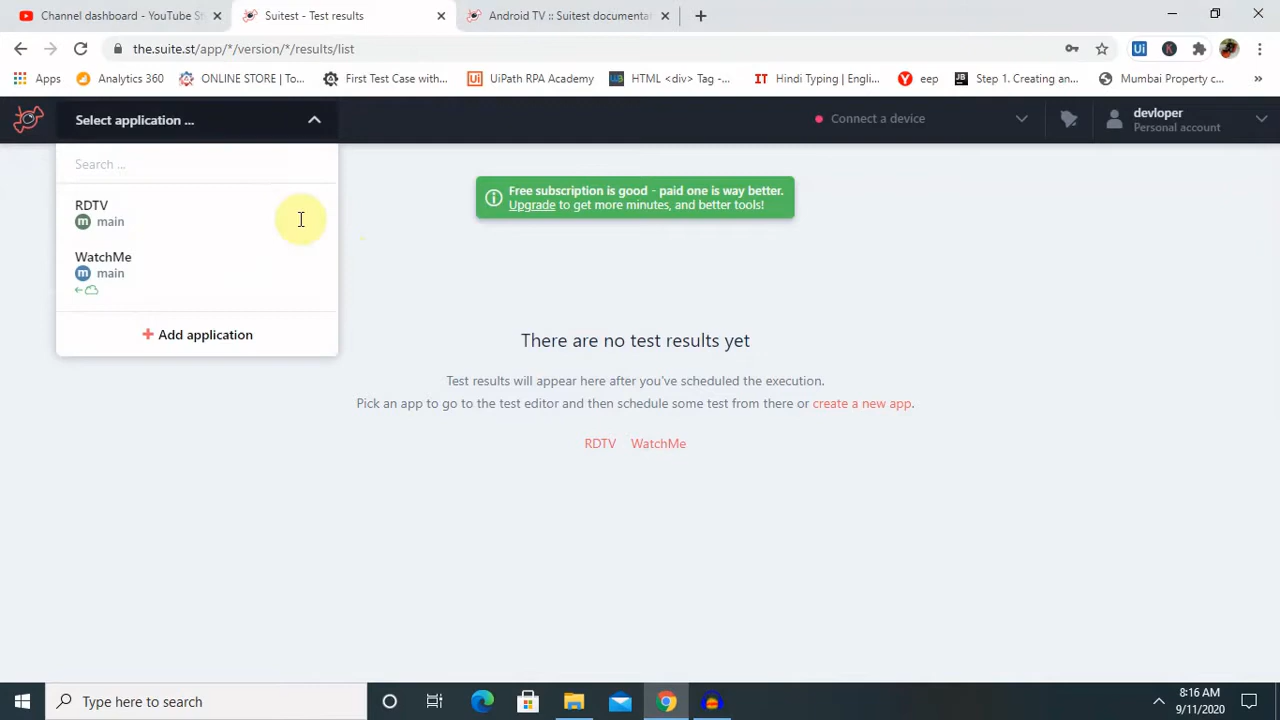 Channel dashboard - YouTube St
Suitest - Test results
Android TV :: Suitest documentat
the.suite.st/app/*/version/*/results/list
Apps
Analytics 360
ONLINE STORE | To...
First Test Case with...
UiPath RPA Academy
HTML <div> Tag -...
Hindi Typing | Engli...
eep
Step 1. Creating an...
Mumbai Property c...
Select application ...
Connect a device
devloper
Personal account
Search ...
RDTV
m main
WatchMe
m main
Add application
Free subscription is good - paid one is way better.
Upgrade to get more minutes, and better tools!
There are no test results yet
Test results will appear here after you've scheduled the execution.
Pick an app to go to the test editor and then schedule some test from there or create a new app.
RDTV WatchMe
Type here to search
8:16 AM
9/11/2020